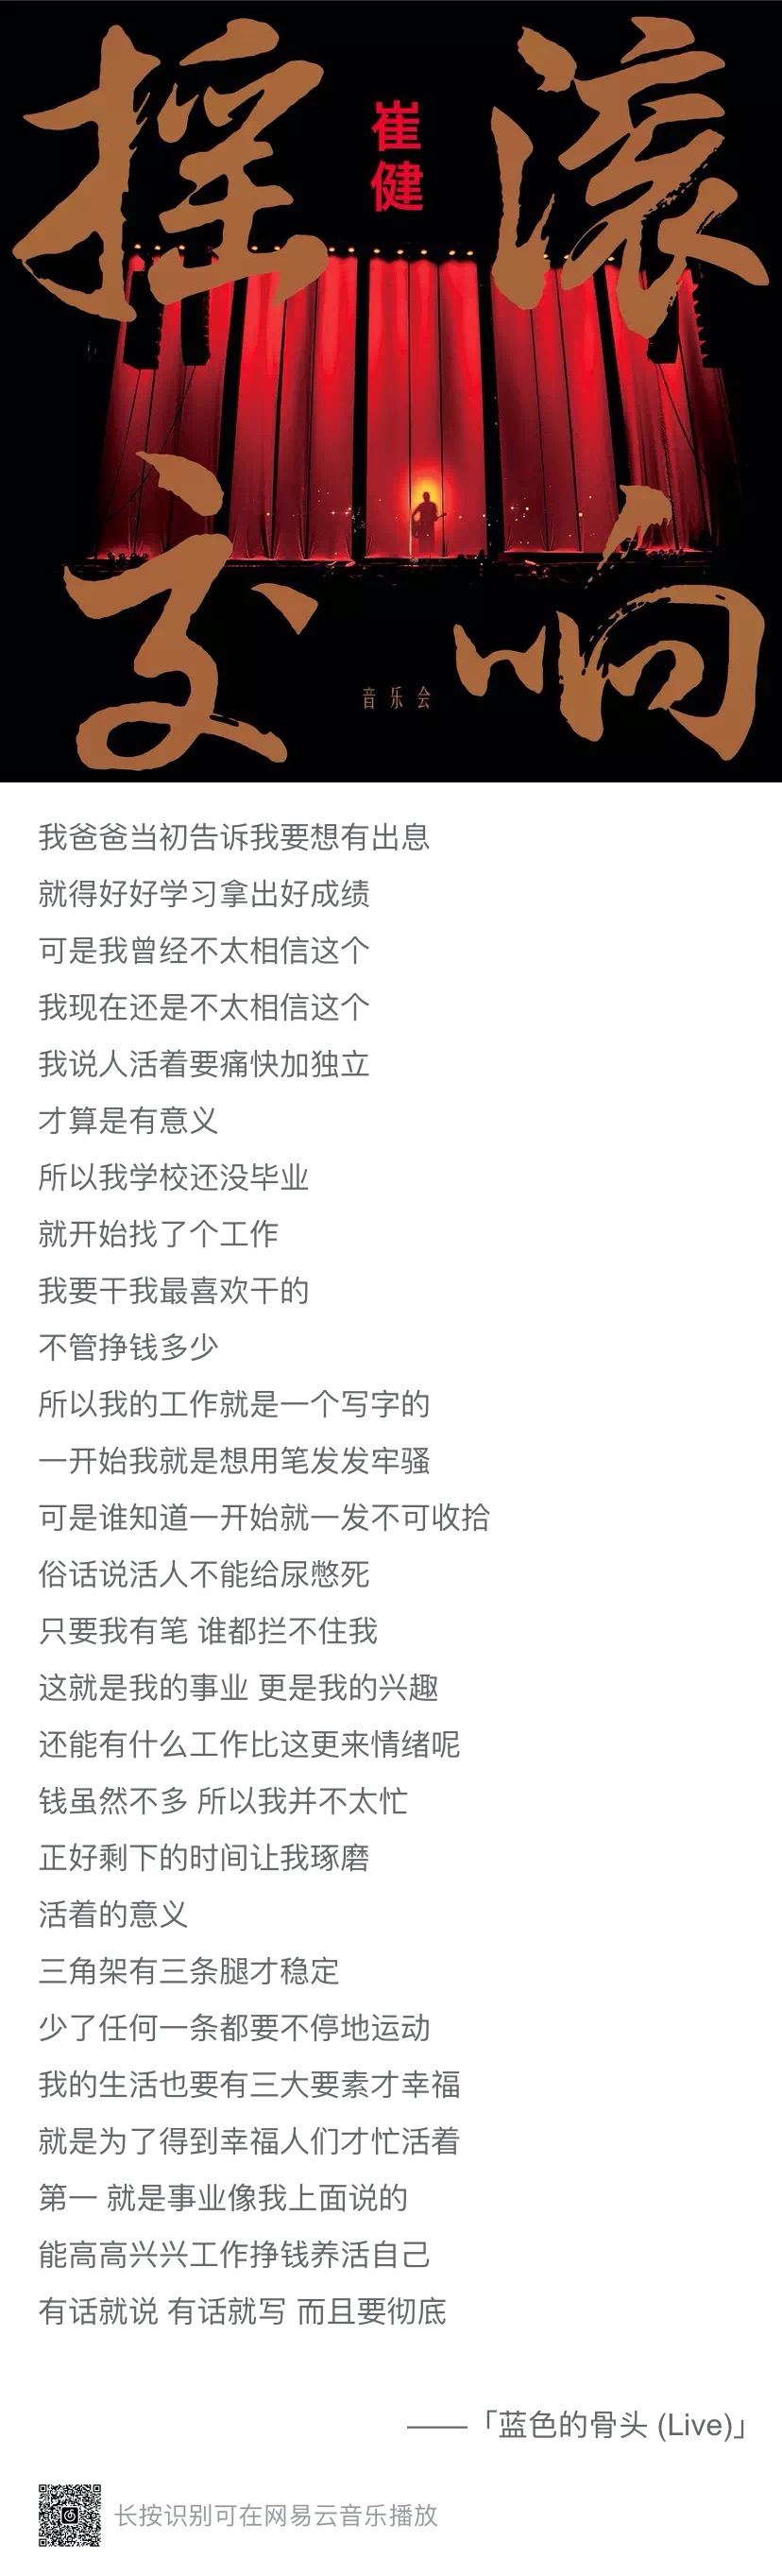 摇滚
崔健
交响
音乐会
我爸爸当初告诉我要想有出息
就得好好学习拿出好成绩
可是我曾经不太相信这个
我现在还是不太相信这个
我说人活着要痛快加独立
才算是有意义
所以我学校还没毕业
就开始找了个工作
我要干我最喜欢干的
不管挣钱多少
所以我的工作就是一个写字的
一开始我就是想用笔发发牢骚
可是谁知道一开始就一发不可收拾
俗话说活人不能给尿憋死
只要我有笔 谁都拦不住我
这就是我的事业 更是我的兴趣
还能有什么工作比这更来情绪呢
钱虽然不多 所以我并不太忙
正好剩下的时间让我琢磨
活着的意义
三角架有三条腿才稳定
少了任何一条都要不停地运动
我的生活也要有三大要素才幸福
就是为了得到幸福人们才忙活着
第一 就是事业像我上面说的
能高高兴兴工作挣钱养活自己
有话就说 有话就写 而且要彻底
——「蓝色的骨头 (Live)」
长按识别可在网易云音乐播放